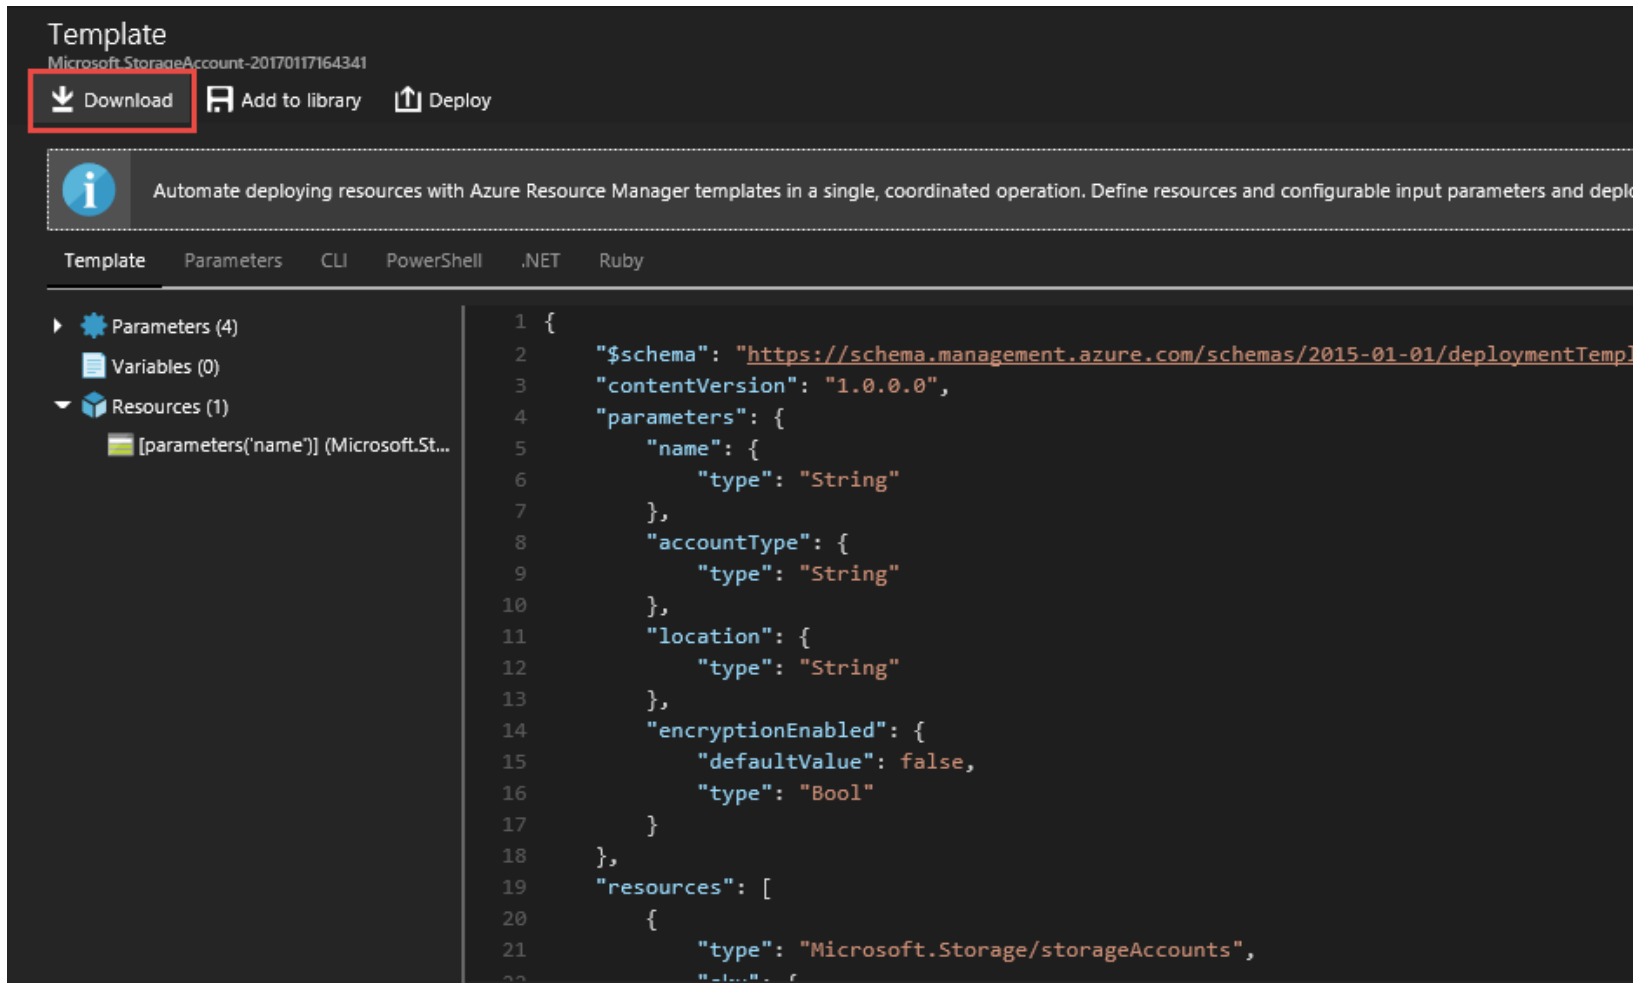 Template
Microsoft.StorageAccount-20170117164341
Download Add to library Deploy
Automate deploying resources with Azure Resource Manager templates in a single, coordinated operation. Define resources and configurable input parameters and
Template Parameters CLI PowerShell .NET Ruby
Parameters (4)
Variables (0)
Resources (1)
[parameters('name')] (Microsoft.St...
1 {
2 "$schema": "https://schema.management.azure.com/schemas/2015-01-01/deploymentTempl
3 "contentVersion": "1.0.0.0",
4 "parameters": {
5 "name": {
6 "type": "String"
7 },
8 "accountType": {
9 "type": "String"
10 },
11 "location": {
12 "type": "String"
13 },
14 "encryptionEnabled": {
15 "defaultValue": false,
16 "type": "Bool"
17 }
18 },
19 "resources": [
20 {
21 "type": "Microsoft.Storage/storageAccounts",